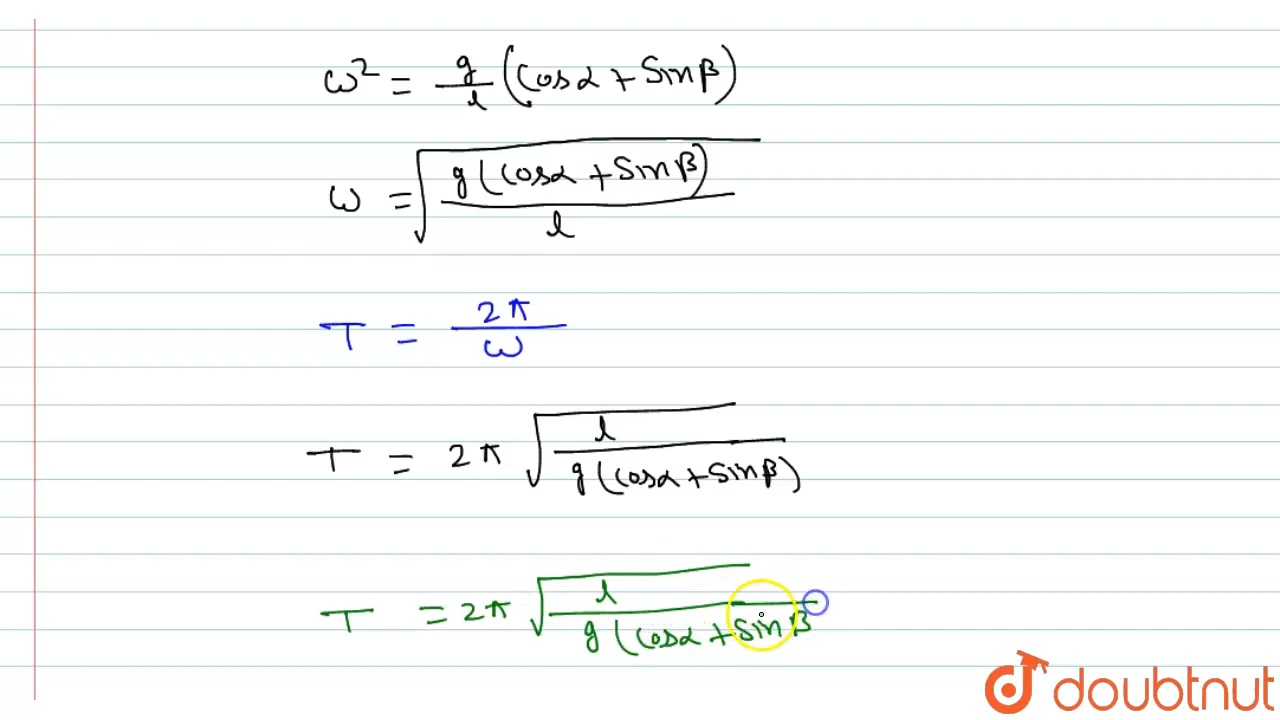 ω² = g/l (Cosα + Sinβ)
ω = √(g(Cosα + Sinβ)/l)
T = 2π/ω
T = 2π √(l/g(Cosα + Sinβ))
T = 2π √(l/g(Cosα + Sinβ
doubtnut